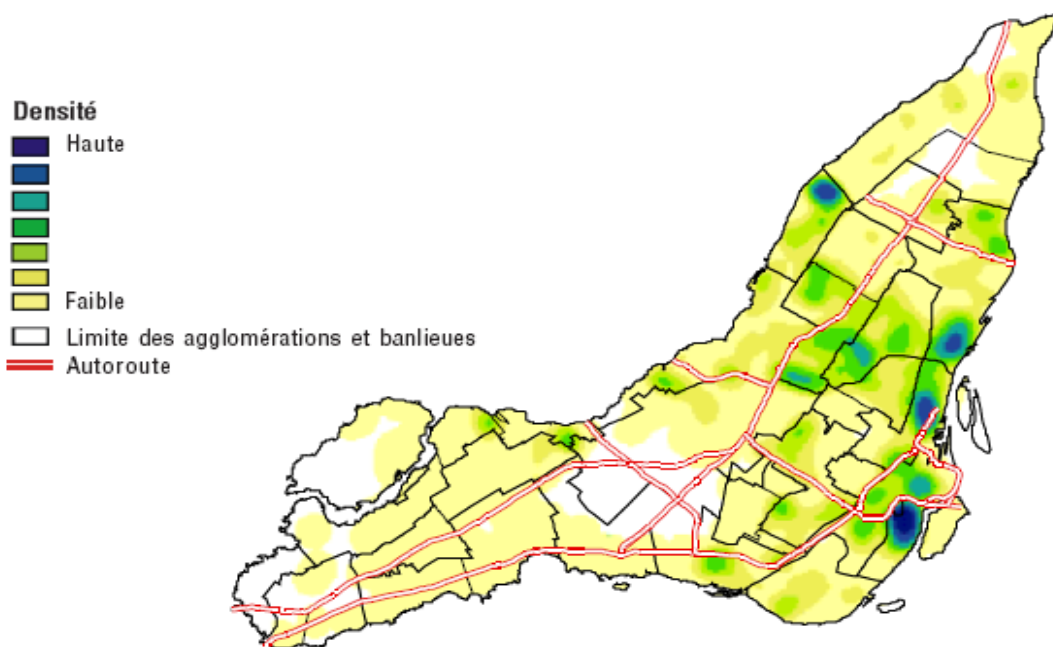 Densité
Haute
Faible
Limite des agglomérations et banlieues
Autoroute